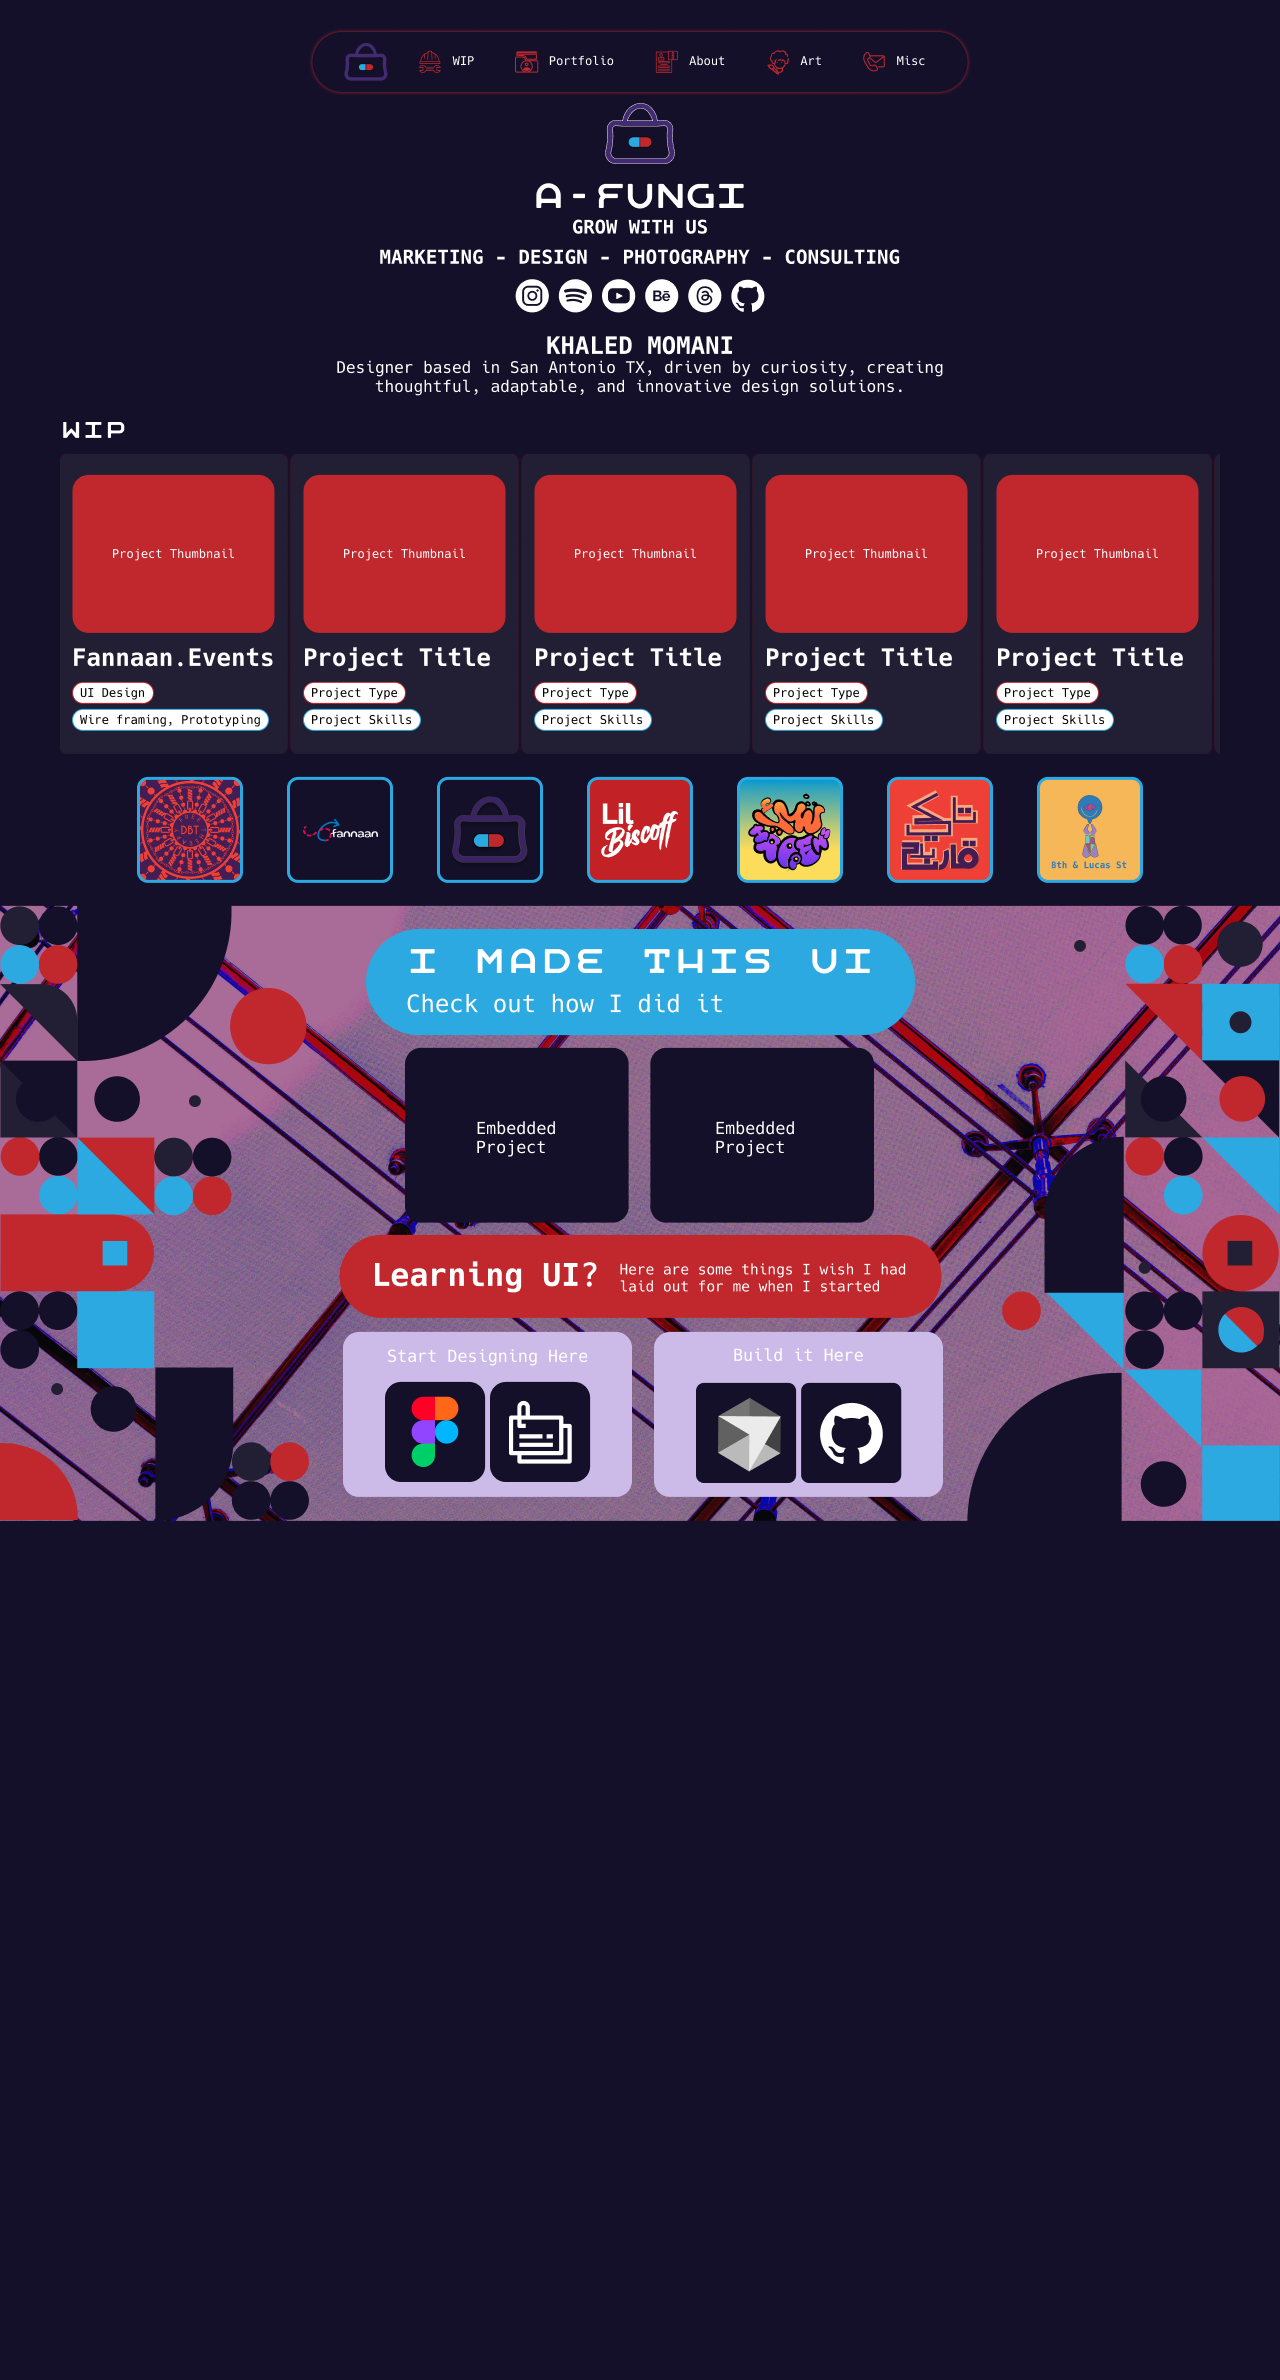 WIP
Portfolio
About
Art
Misc
A-FUNGI
GROW WITH US
MARKETING - DESIGN - PHOTOGRAPHY - CONSULTING
Bē
KHALED MOMANI
Designer based in San Antonio TX, driven by curiosity, creating
thoughtful, adaptable, and innovative design solutions.
WIP
Project Thumbnail
Fannaan.Events
UI Design
Wire framing, Prototyping
Project Thumbnail
Project Title
Project Type
Project Skills
Project Thumbnail
Project Title
Project Type
Project Skills
Project Thumbnail
Project Title
Project Type
Project Skills
Project Thumbnail
Project Title
Project Type
Project Skills
DBT
fannaan
Lil
Biscoff
8th & Lucas St
I MADE THIS UI
Check out how I did it
Embedded
Project
Embedded
Project
Learning UI?
Here are some things I wish I had
laid out for me when I started
Start Designing Here
Build it Here